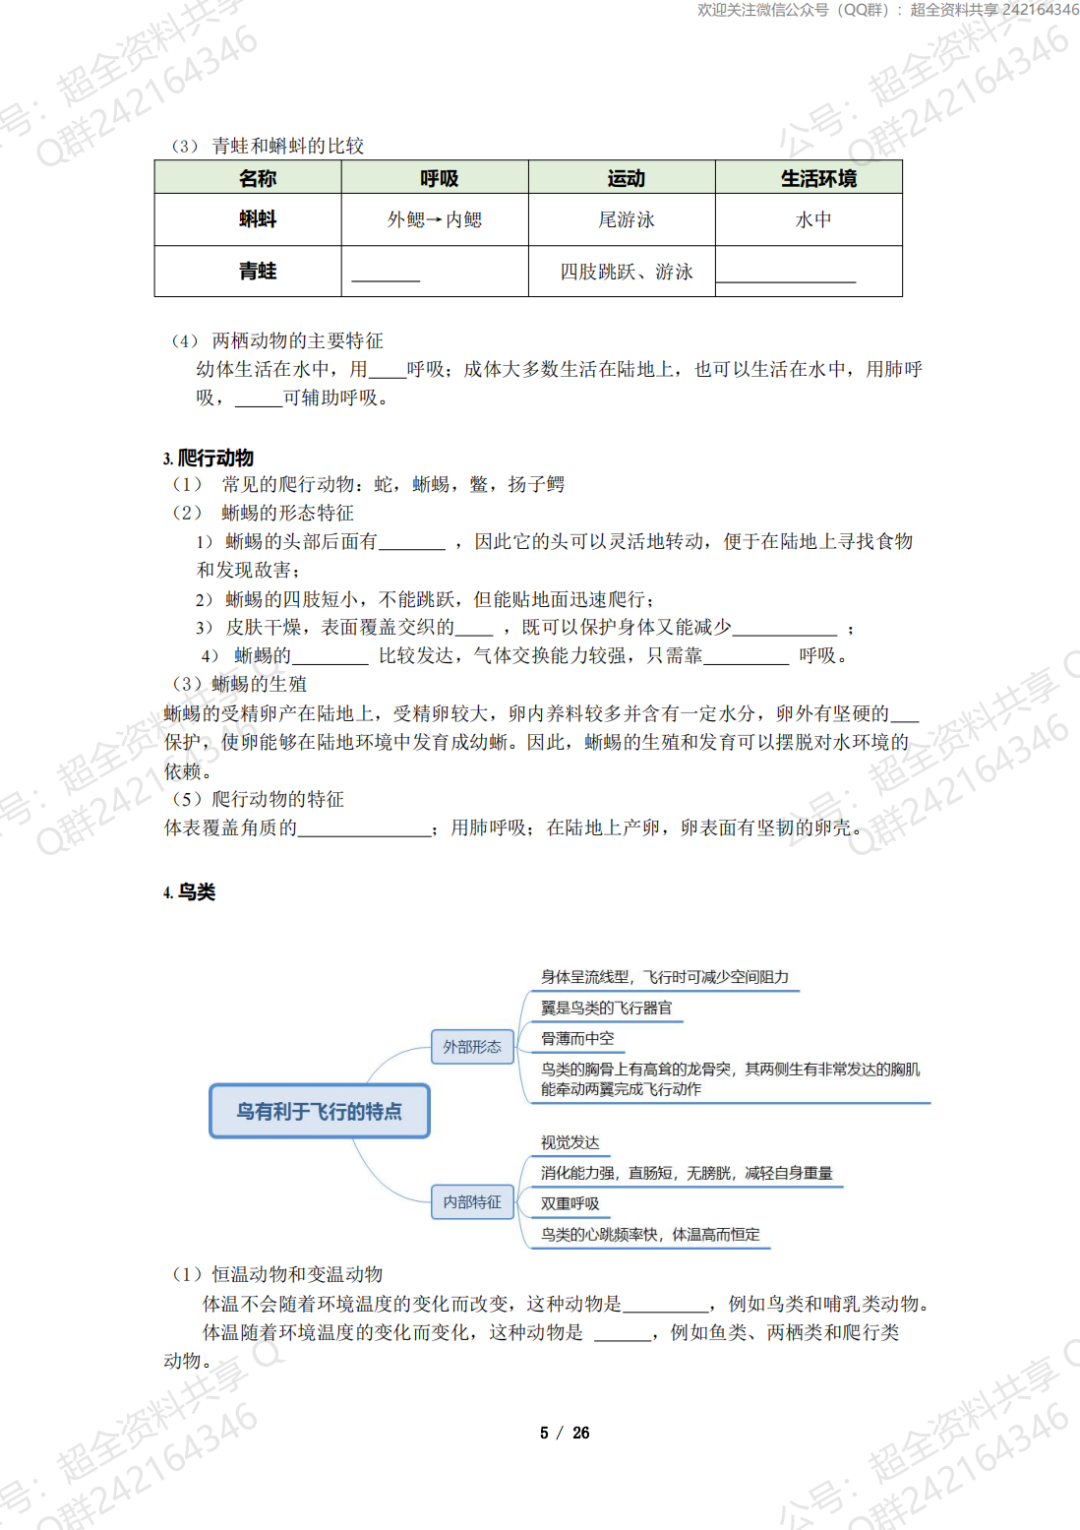 欢迎关注微信公众号（QQ群）：超全资料共享 242164346
（3） 青蛙和蝌蚪的比较
名称 呼吸 运动 生活环境
蝌蚪 外鳃→内鳃 尾游泳 水中
青蛙 _______ 四肢跳跃、游泳 _______________
（4） 两栖动物的主要特征
幼体生活在水中，用____呼吸；成体大多数生活在陆地上，也可以生活在水中，用肺呼
吸，_____可辅助呼吸。
3. 爬行动物
（1） 常见的爬行动物：蛇，蜥蜴，鳖，扬子鳄
（2） 蜥蜴的形态特征
1） 蜥蜴的头部后面有_______ ，因此它的头可以灵活地转动，便于在陆地上寻找食物
和发现敌害；
2） 蜥蜴的四肢短小，不能跳跃，但能贴地面迅速爬行；
3） 皮肤干燥，表面覆盖交织的____ ，既可以保护身体又能减少___________ ；
4） 蜥蜴的________ 比较发达，气体交换能力较强，只需靠_________ 呼吸。
（3）蜥蜴的生殖
蜥蜴的受精卵产在陆地上，受精卵较大，卵内养料较多并含有一定水分，卵外有坚硬的___
保护，使卵能够在陆地环境中发育成幼蜥。因此，蜥蜴的生殖和发育可以摆脱对水环境的
依赖。
（5）爬行动物的特征
体表覆盖角质的______________；用肺呼吸；在陆地上产卵，卵表面有坚韧的卵壳。
4. 鸟类
鸟有利于飞行的特点
外部形态
身体呈流线型，飞行时可减少空间阻力
翼是鸟类的飞行器官
骨薄而中空
鸟类的胸骨上有高耸的龙骨突，其两侧生有非常发达的胸肌
能牵动两翼完成飞行动作
内部特征
视觉发达
消化能力强，直肠短，无膀胱，减轻自身重量
双重呼吸
鸟类的心跳频率快，体温高而恒定
（1）恒温动物和变温动物
体温不会随着环境温度的变化而改变，这种动物是_________，例如鸟类和哺乳类动物。
体温随着环境温度的变化而变化，这种动物是 ______，例如鱼类、两栖类和爬行类
动物。
5 / 26
公号：超全资料共享 Q
Q群242164346